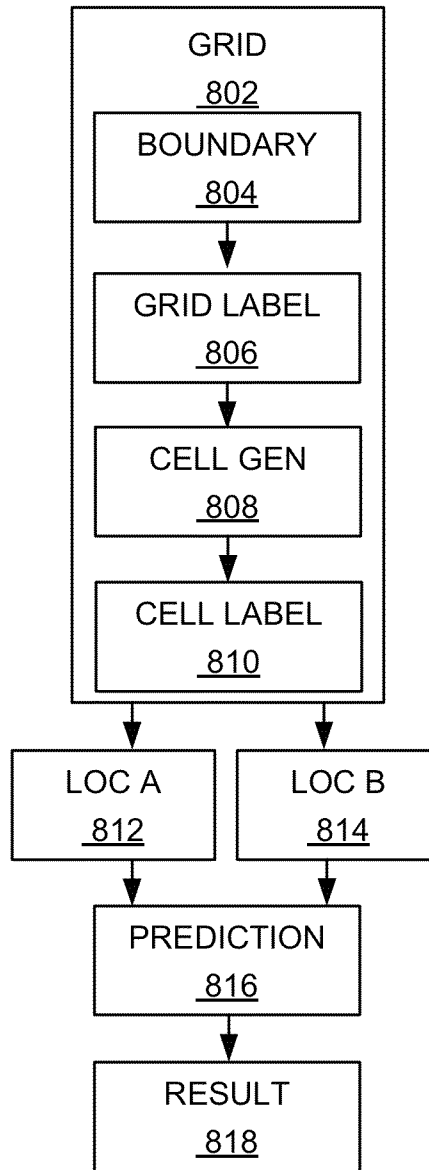 GRID
802
BOUNDARY
804
GRID LABEL
806
CELL GEN
808
CELL LABEL
810
LOC A
812
LOC B
814
PREDICTION
816
RESULT
818